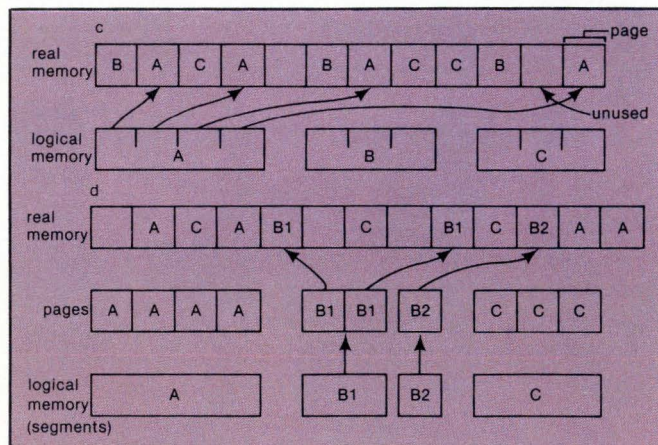 c
page
real memory B A C A B A C C B A
unused
logical memory A B C
d
real memory A C A B1 C B1 C B2 A A
pages A A A A B1 B1 B2 C C C
logical memory (segments) A B1 B2 C